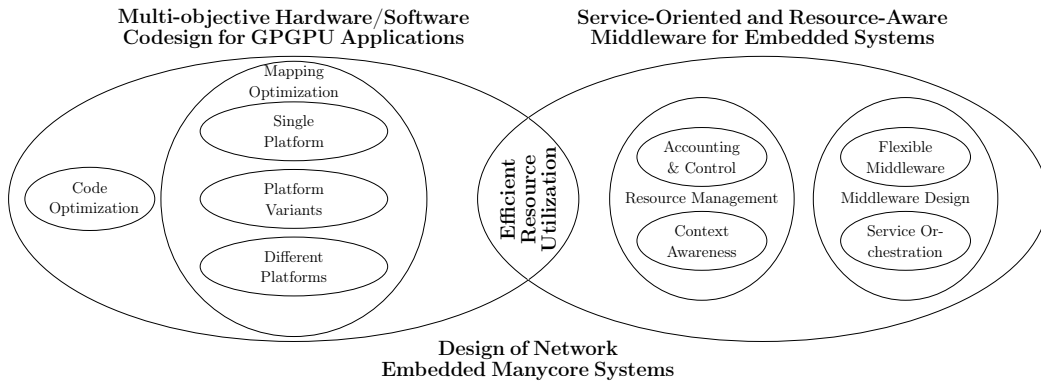 Multi-objective Hardware/Software
Codesign for GPGPU Applications
Service-Oriented and Resource-Aware
Middleware for Embedded Systems
Mapping
Optimization
Single
Platform
Code
Optimization
Platform
Variants
Different
Platforms
Efficient
Resource
Utilization
Accounting
& Control
Resource Management
Context
Awareness
Flexible
Middleware
Middleware Design
Service Or-
chestration
Design of Network
Embedded Manycore Systems